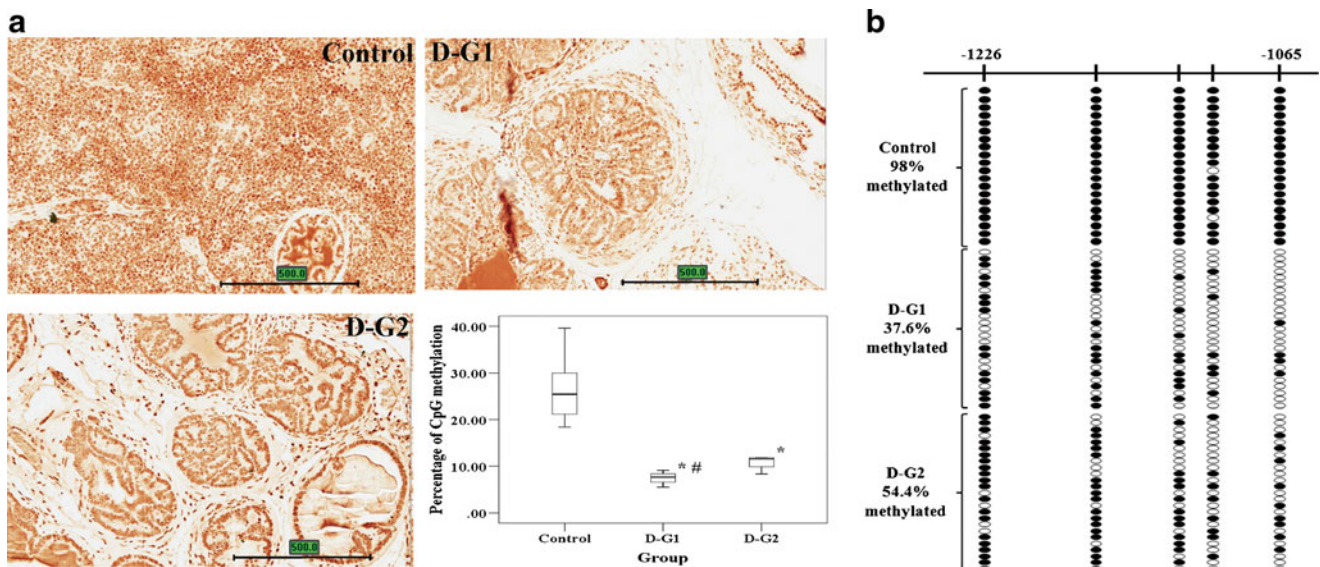 a
Control
500.0
D-G1
500.0
D-G2
500.0
Percentage of CpG methylation
40.00
30.00
20.00
10.00
.00
* #
*
Control D-G1 D-G2
Group
b
-1226 -1065
Control
98%
methylated
D-G1
37.6%
methylated
D-G2
54.4%
methylated